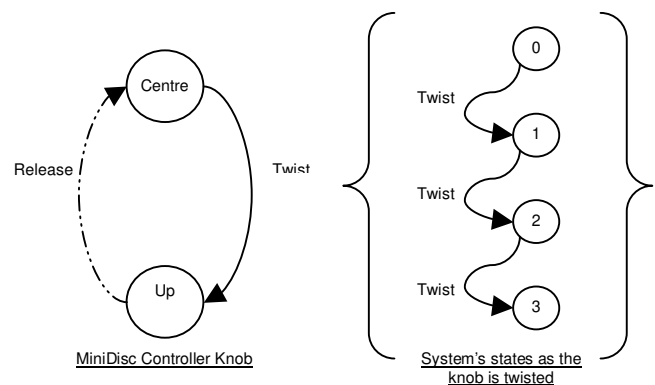 Centre
Release
Twist
Up
MiniDisc Controller Knob
0
Twist
1
Twist
2
Twist
3
System's states as the
knob is twisted